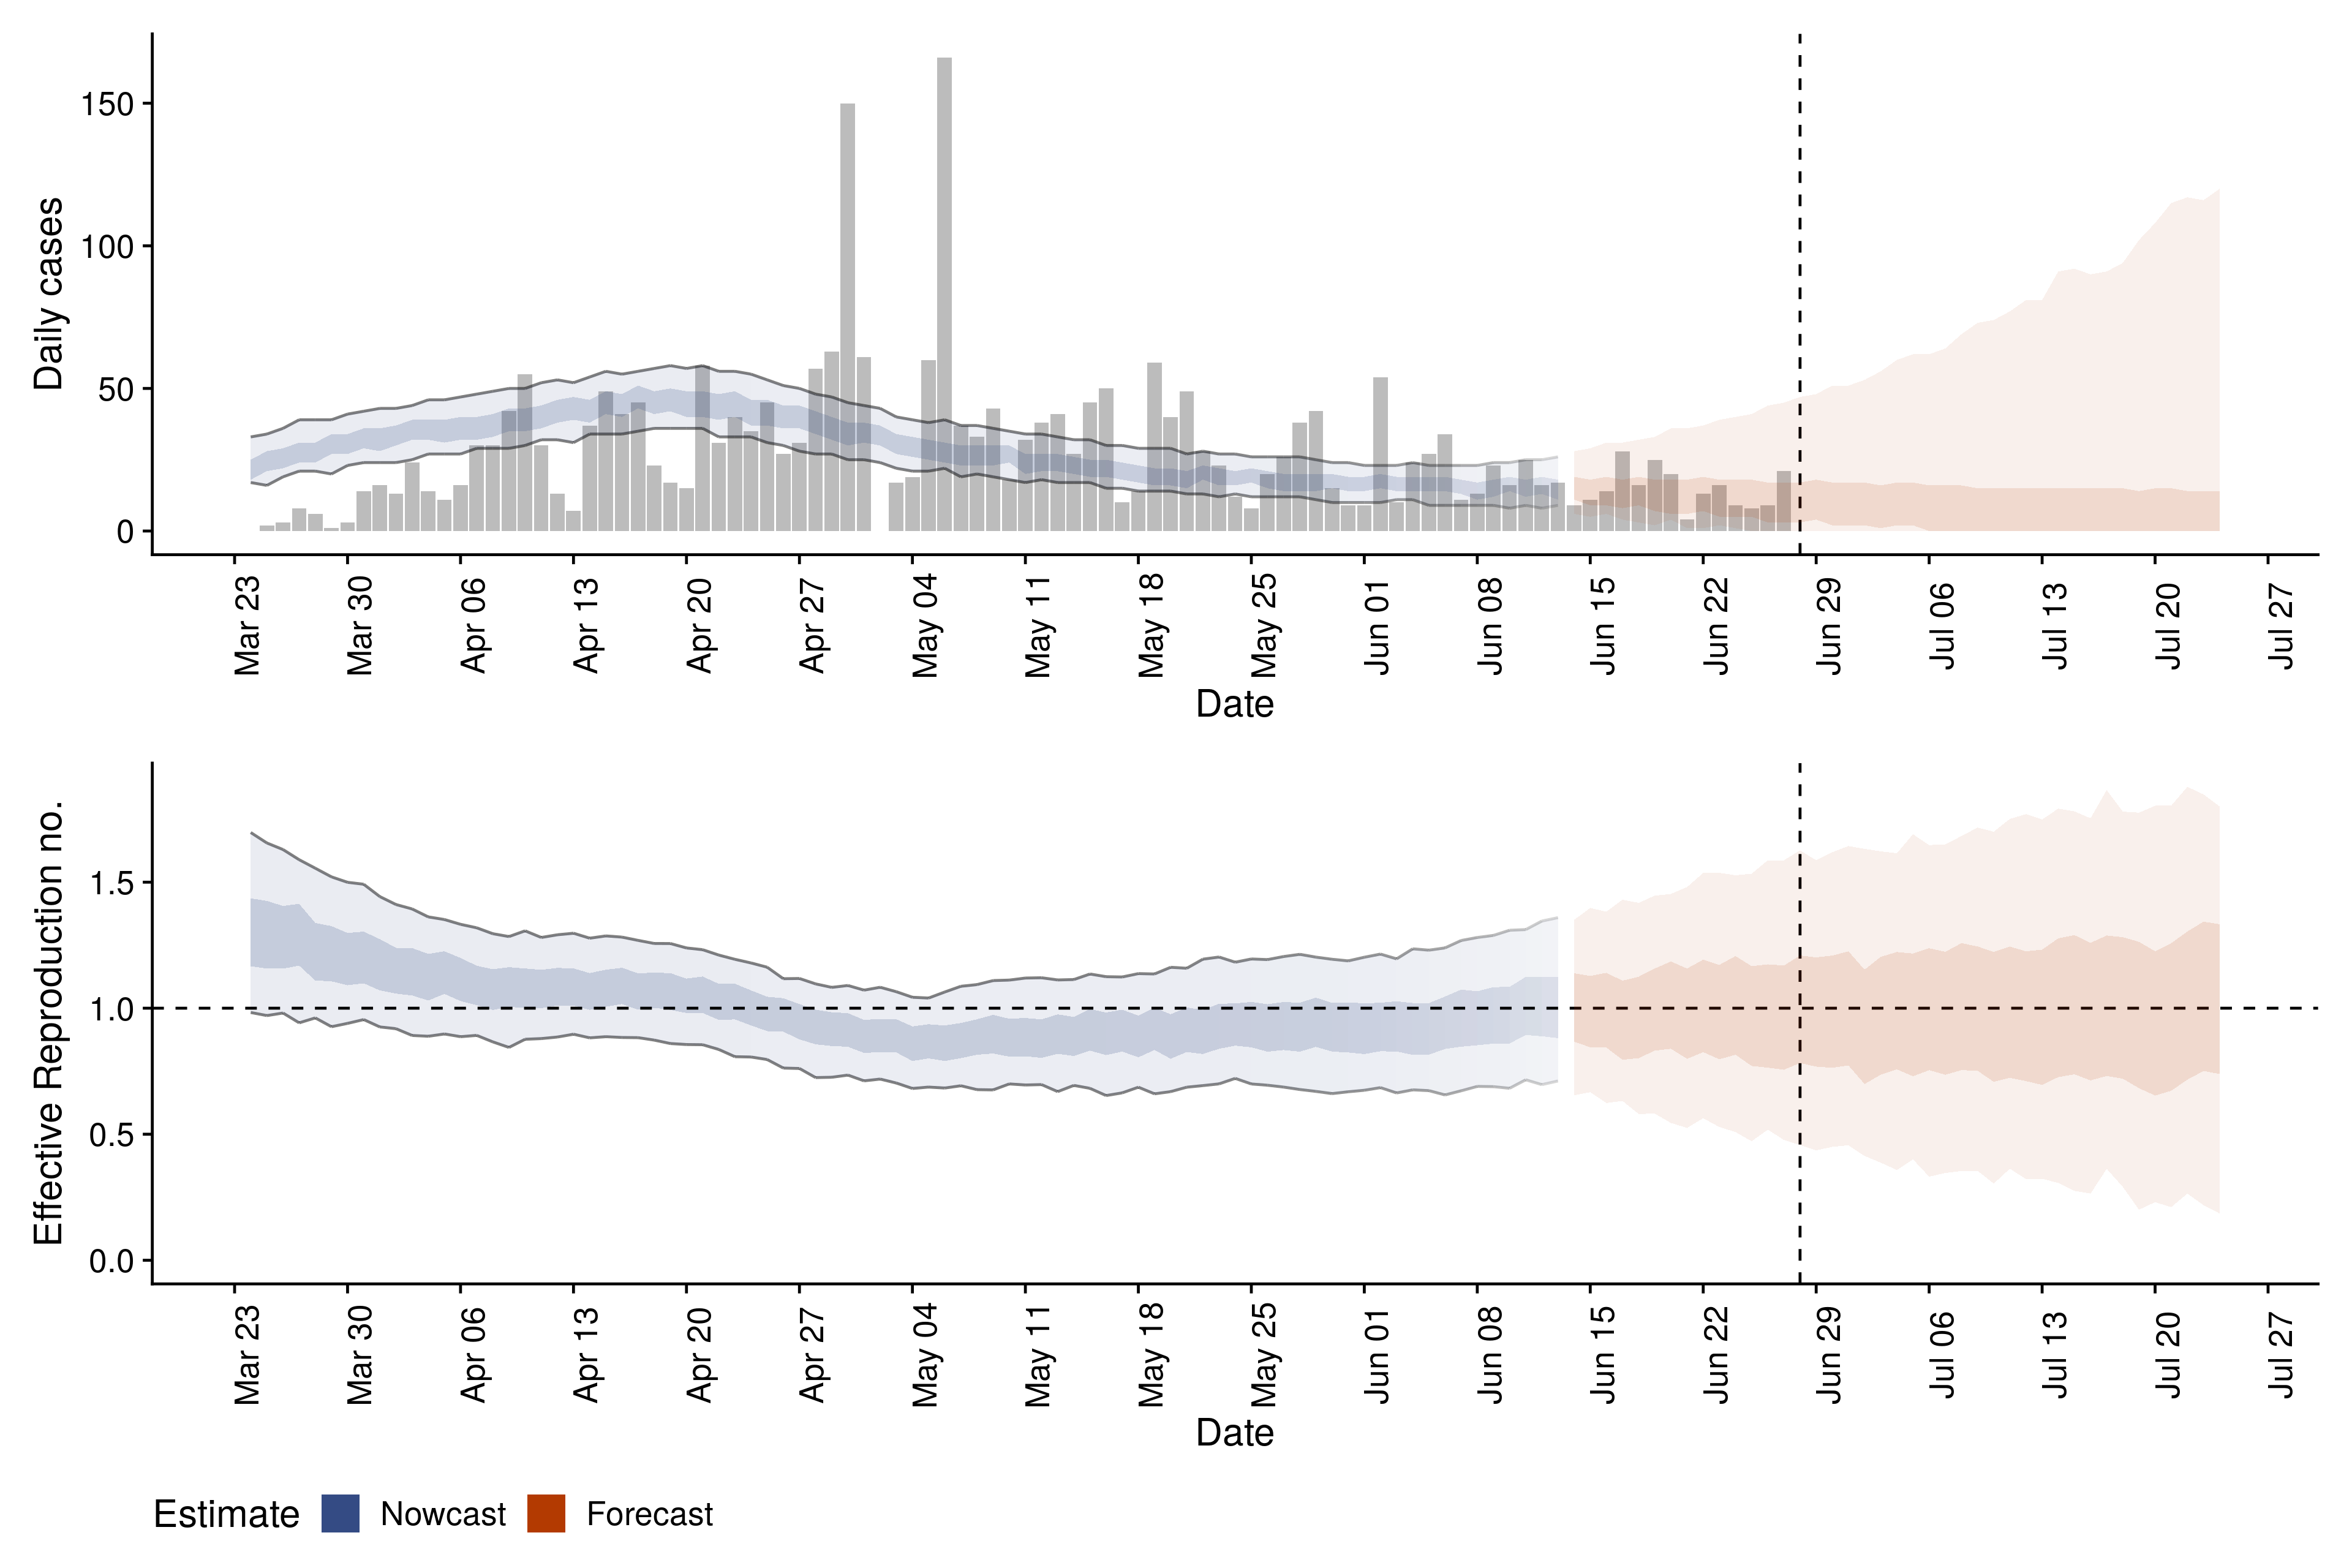 Daily cases
150
100
50
0
Mar 23
Mar 30
Apr 06
Apr 13
Apr 20
Apr 27
May 04
May 11
May 18
May 25
Jun 01
Jun 08
Jun 15
Jun 22
Jun 29
Jul 06
Jul 13
Jul 20
Jul 27
Date
Effective Reproduction no.
1.5
1.0
0.5
0.0
Mar 23
Mar 30
Apr 06
Apr 13
Apr 20
Apr 27
May 04
May 11
May 18
May 25
Jun 01
Jun 08
Jun 15
Jun 22
Jun 29
Jul 06
Jul 13
Jul 20
Jul 27
Date
Estimate Nowcast Forecast